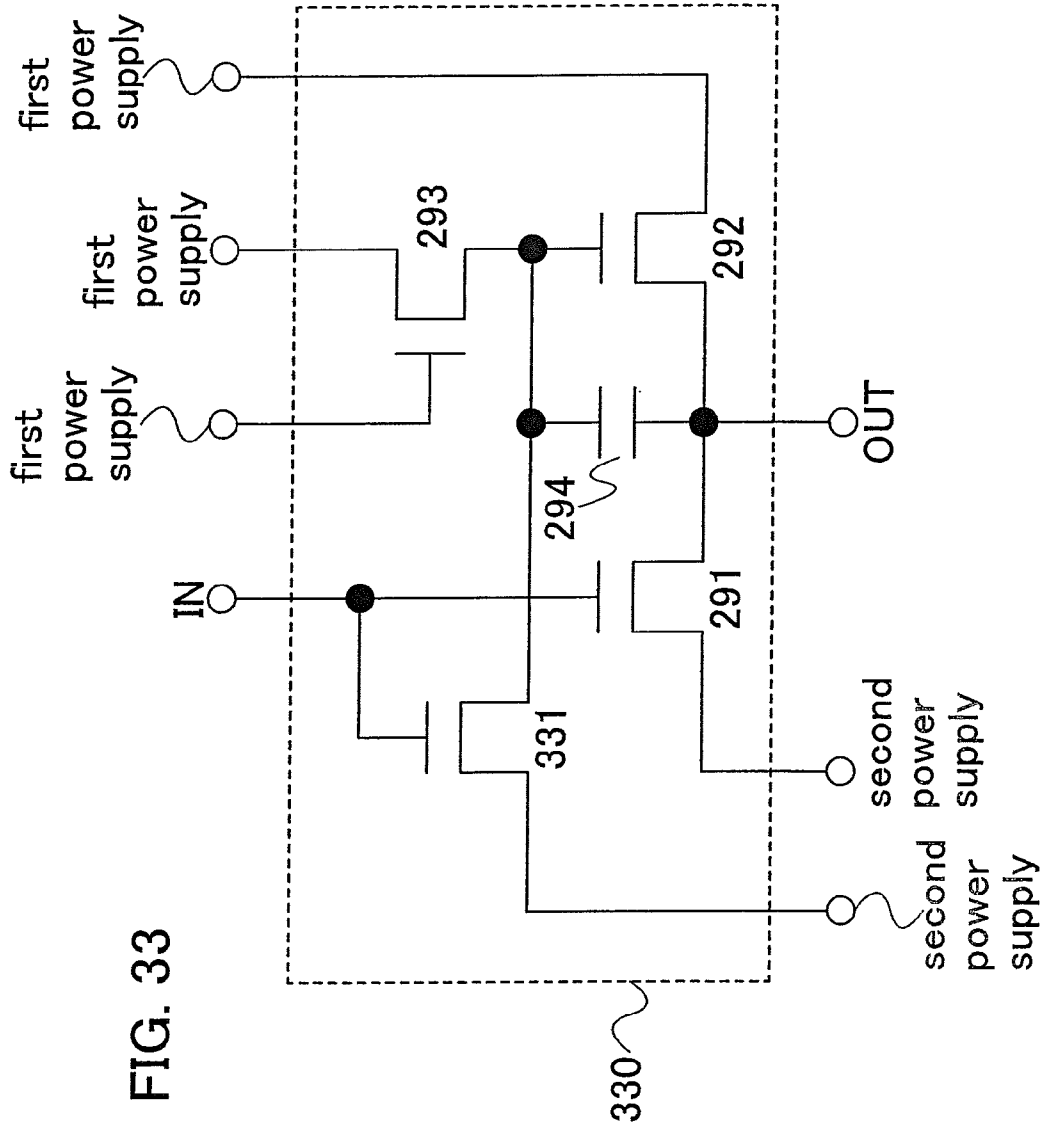 FIG. 33
330
IN
first
power
supply
first
power
supply
first
power
supply
331
291
294
293
292
second
power
supply
second
power
supply
OUT